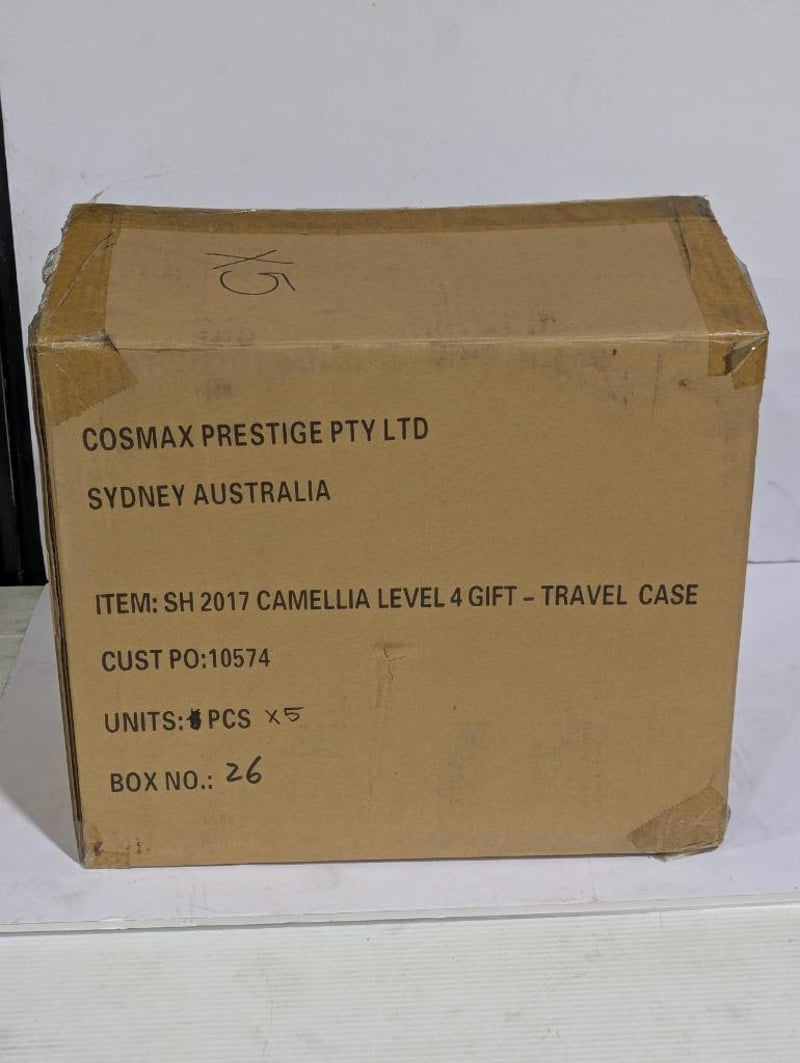 X5
COSMAX PRESTIGE PTY LTD
SYDNEY AUSTRALIA
ITEM: SH 2017 CAMELLIA LEVEL 4 GIFT – TRAVEL CASE
CUST PO:10574
UNITS: PCS X5
BOX NO.: 26